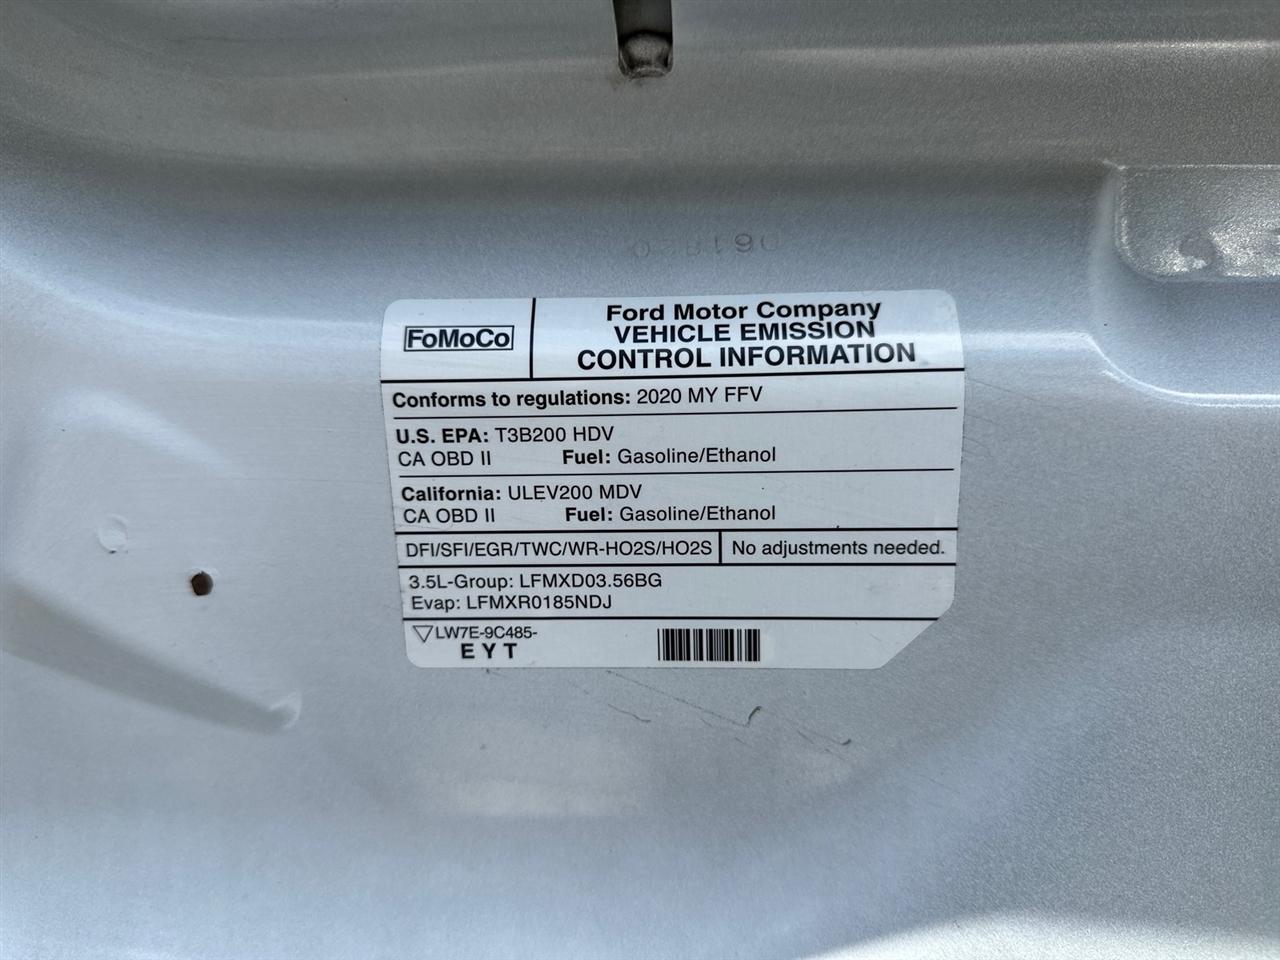 FoMoCo
Ford Motor Company
VEHICLE EMISSION
CONTROL INFORMATION
Conforms to regulations: 2020 MY FFV
U.S. EPA: T3B200 HDV
CA OBD II Fuel: Gasoline/Ethanol
California: ULEV200 MDV
CA OBD II Fuel: Gasoline/Ethanol
DFI/SFI/EGR/TWC/WR-HO2S/HO2S No adjustments needed.
3.5L-Group: LFMXD03.56BG
Evap: LFMXR0185NDJ
LW7E-9C485-
EYT